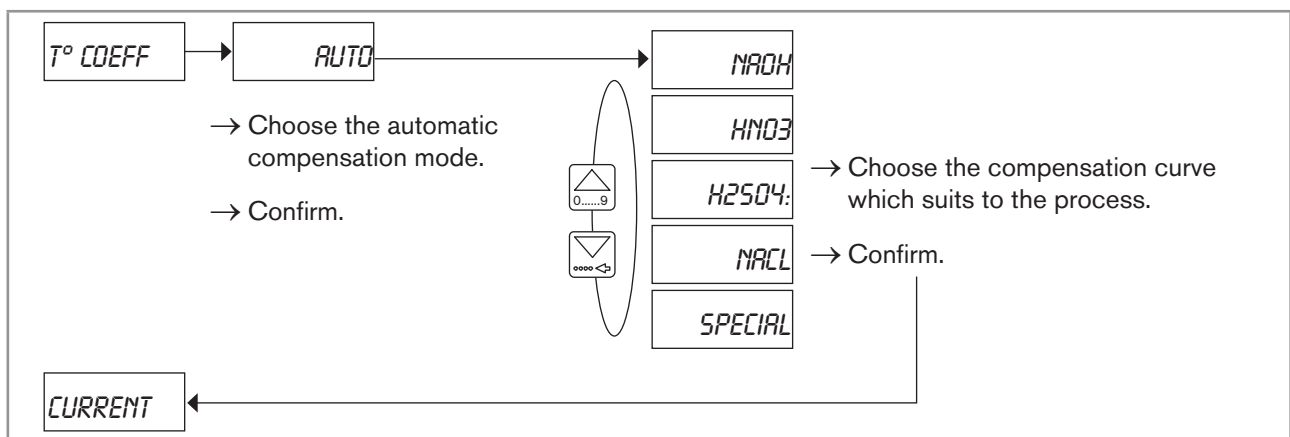 T° COEFF
AUTO
→ Choose the automatic
compensation mode.
→ Confirm.
0......9
NAOH
HNO3
H2SO4:
NACL
SPECIAL
→ Choose the compensation curve
which suits to the process.
→ Confirm.
CURRENT